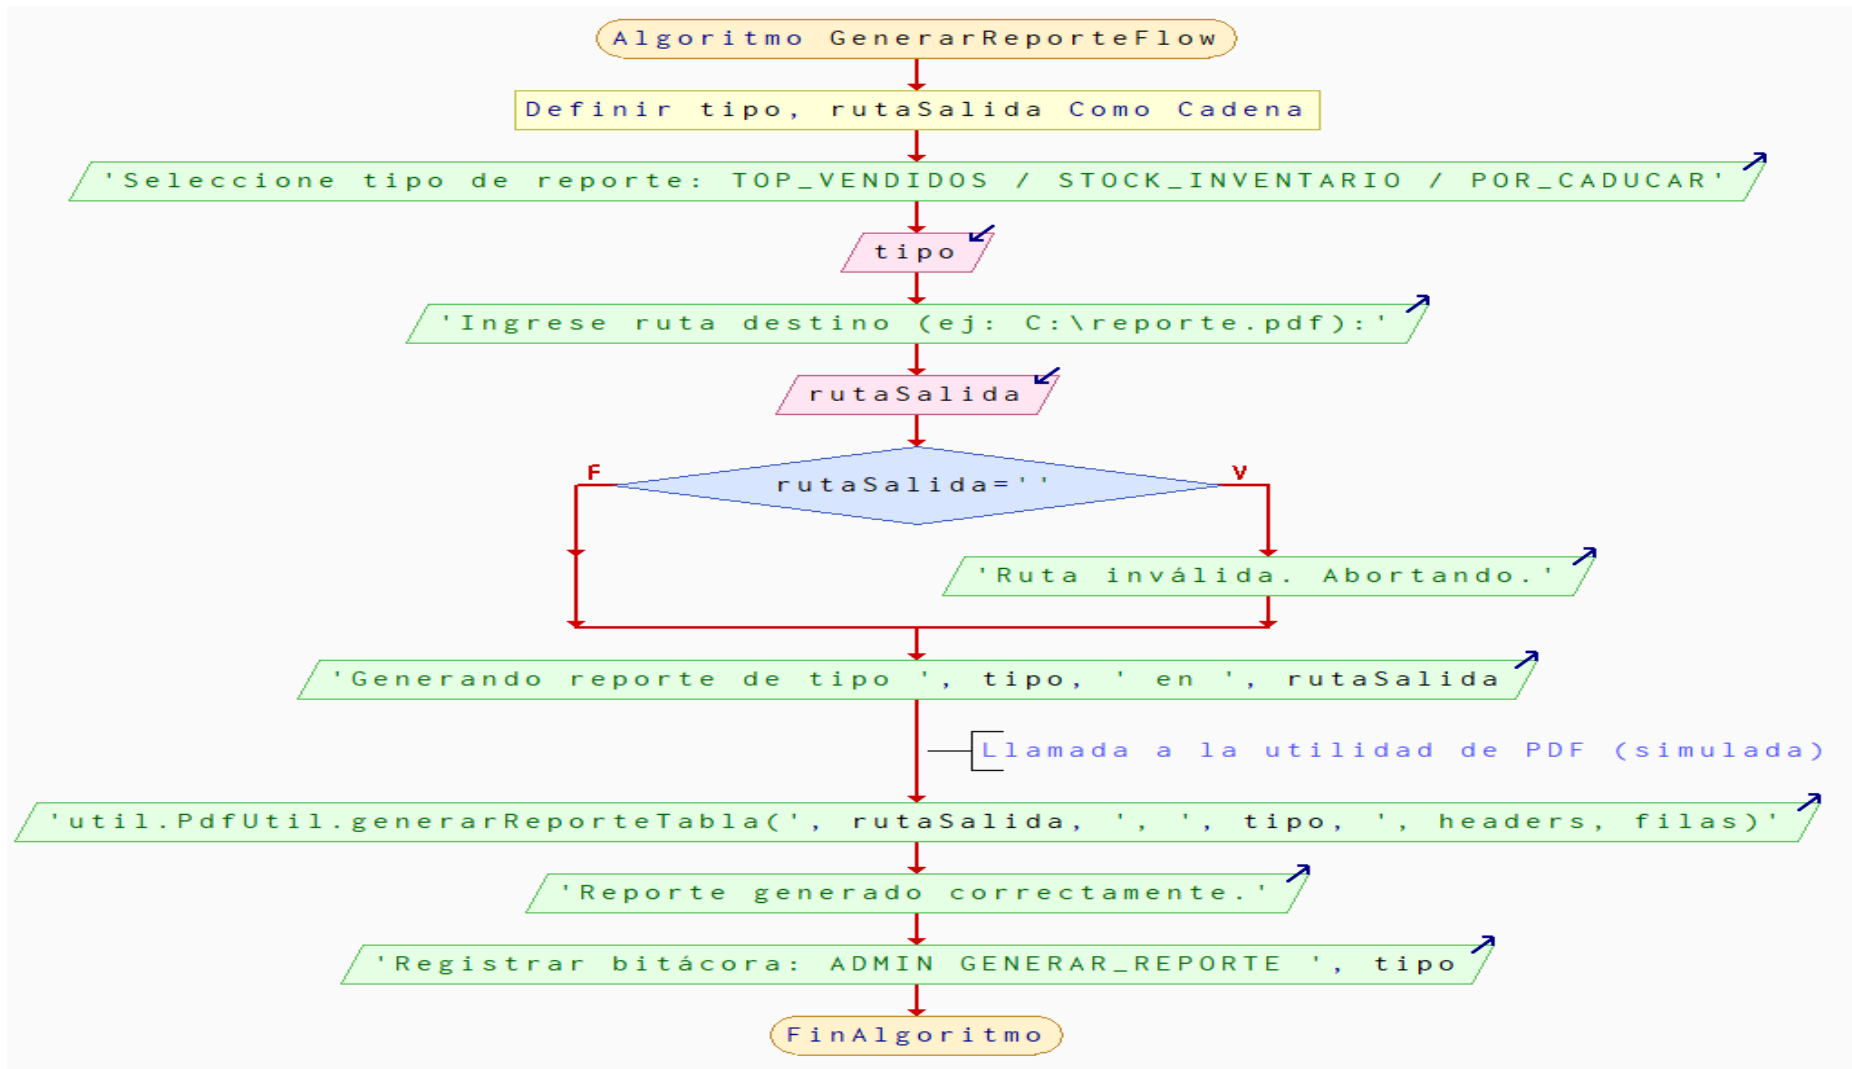 Algoritmo GenerarReporteFlow
Definir tipo, rutaSalida Como Cadena
'Seleccione tipo de reporte: TOP_VENDIDOS / STOCK_INVENTARIO / POR_CADUCAR'
tipo
'Ingrese ruta destino (ej: C:\reporte.pdf):'
rutaSalida
F
V
rutaSalida=''
'Ruta inválida. Abortando.'
'Generando reporte de tipo ', tipo, ' en ', rutaSalida
Llamada a la utilidad de PDF (simulada)
'util.PdfUtil.generarReporteTabla(', rutaSalida, ', ', tipo, ', headers, filas)'
'Reporte generado correctamente.'
'Registrar bitácora: ADMIN GENERAR_REPORTE ', tipo
FinAlgoritmo